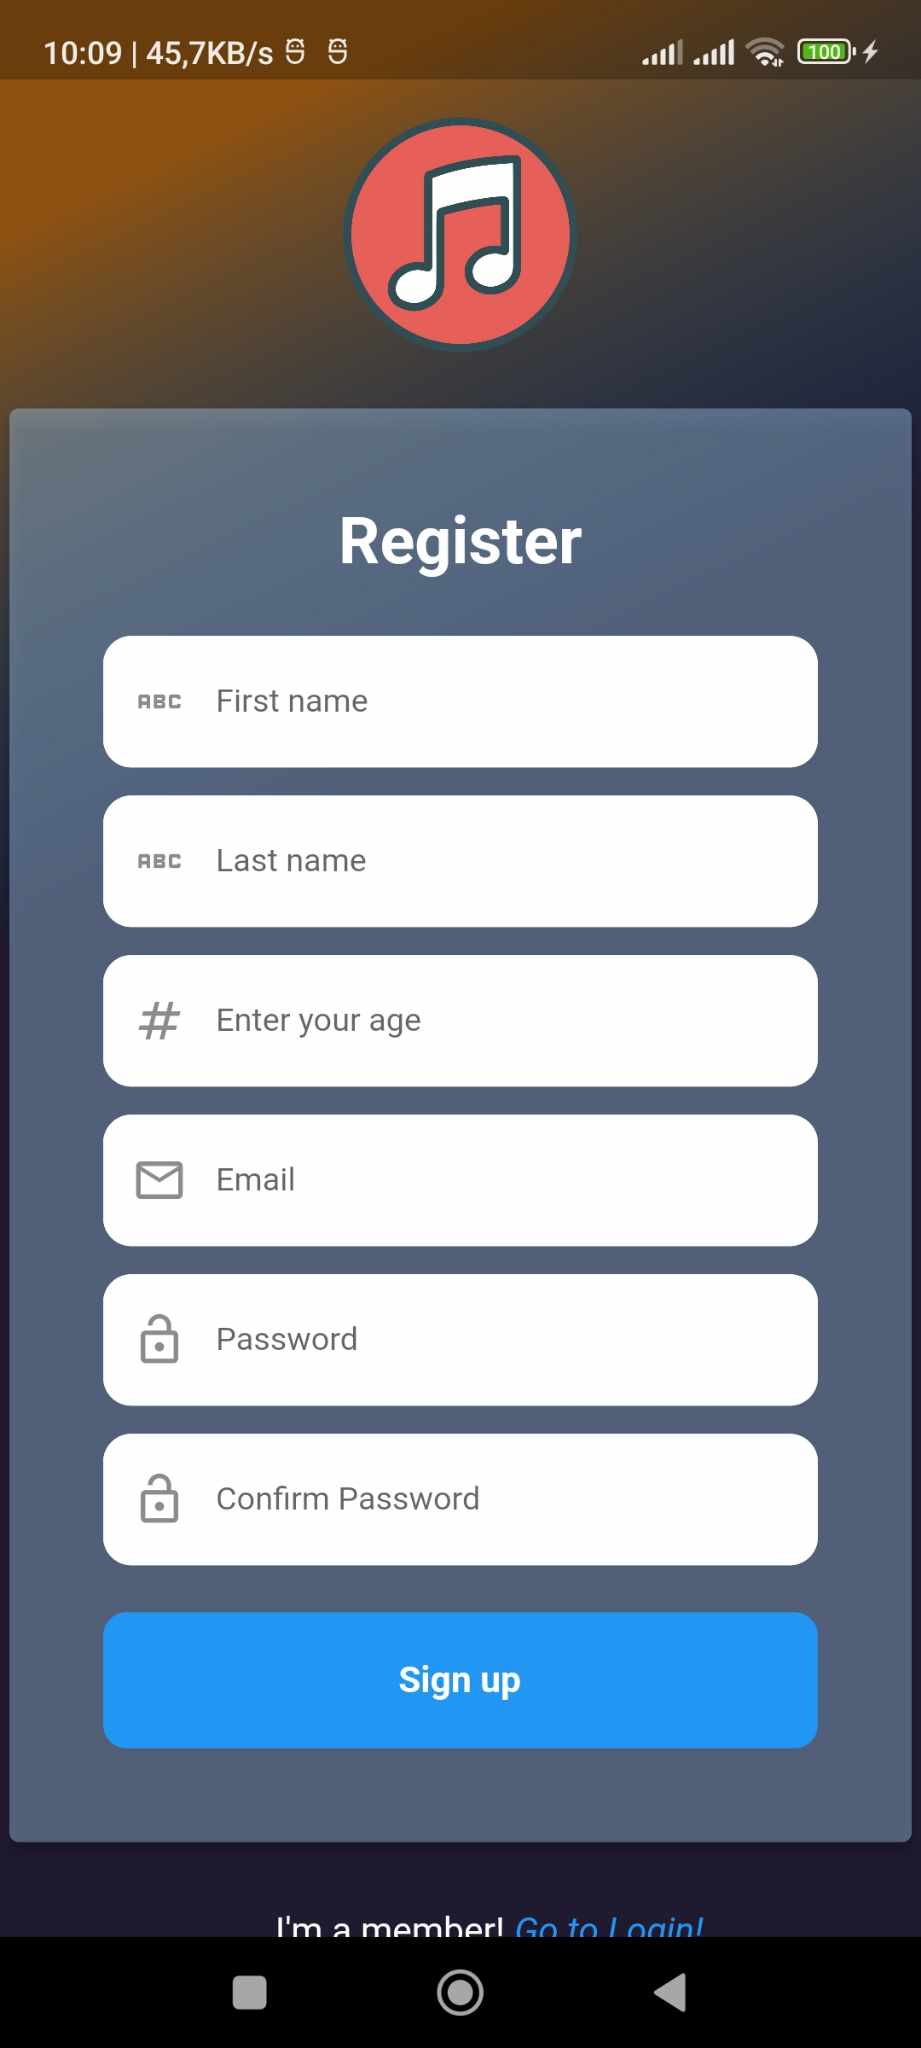 10:09 | 45,7KB/s
100
Register
ABC First name
ABC Last name
# Enter your age
Email
Password
Confirm Password
Sign up
I'm a member! Go to Login!